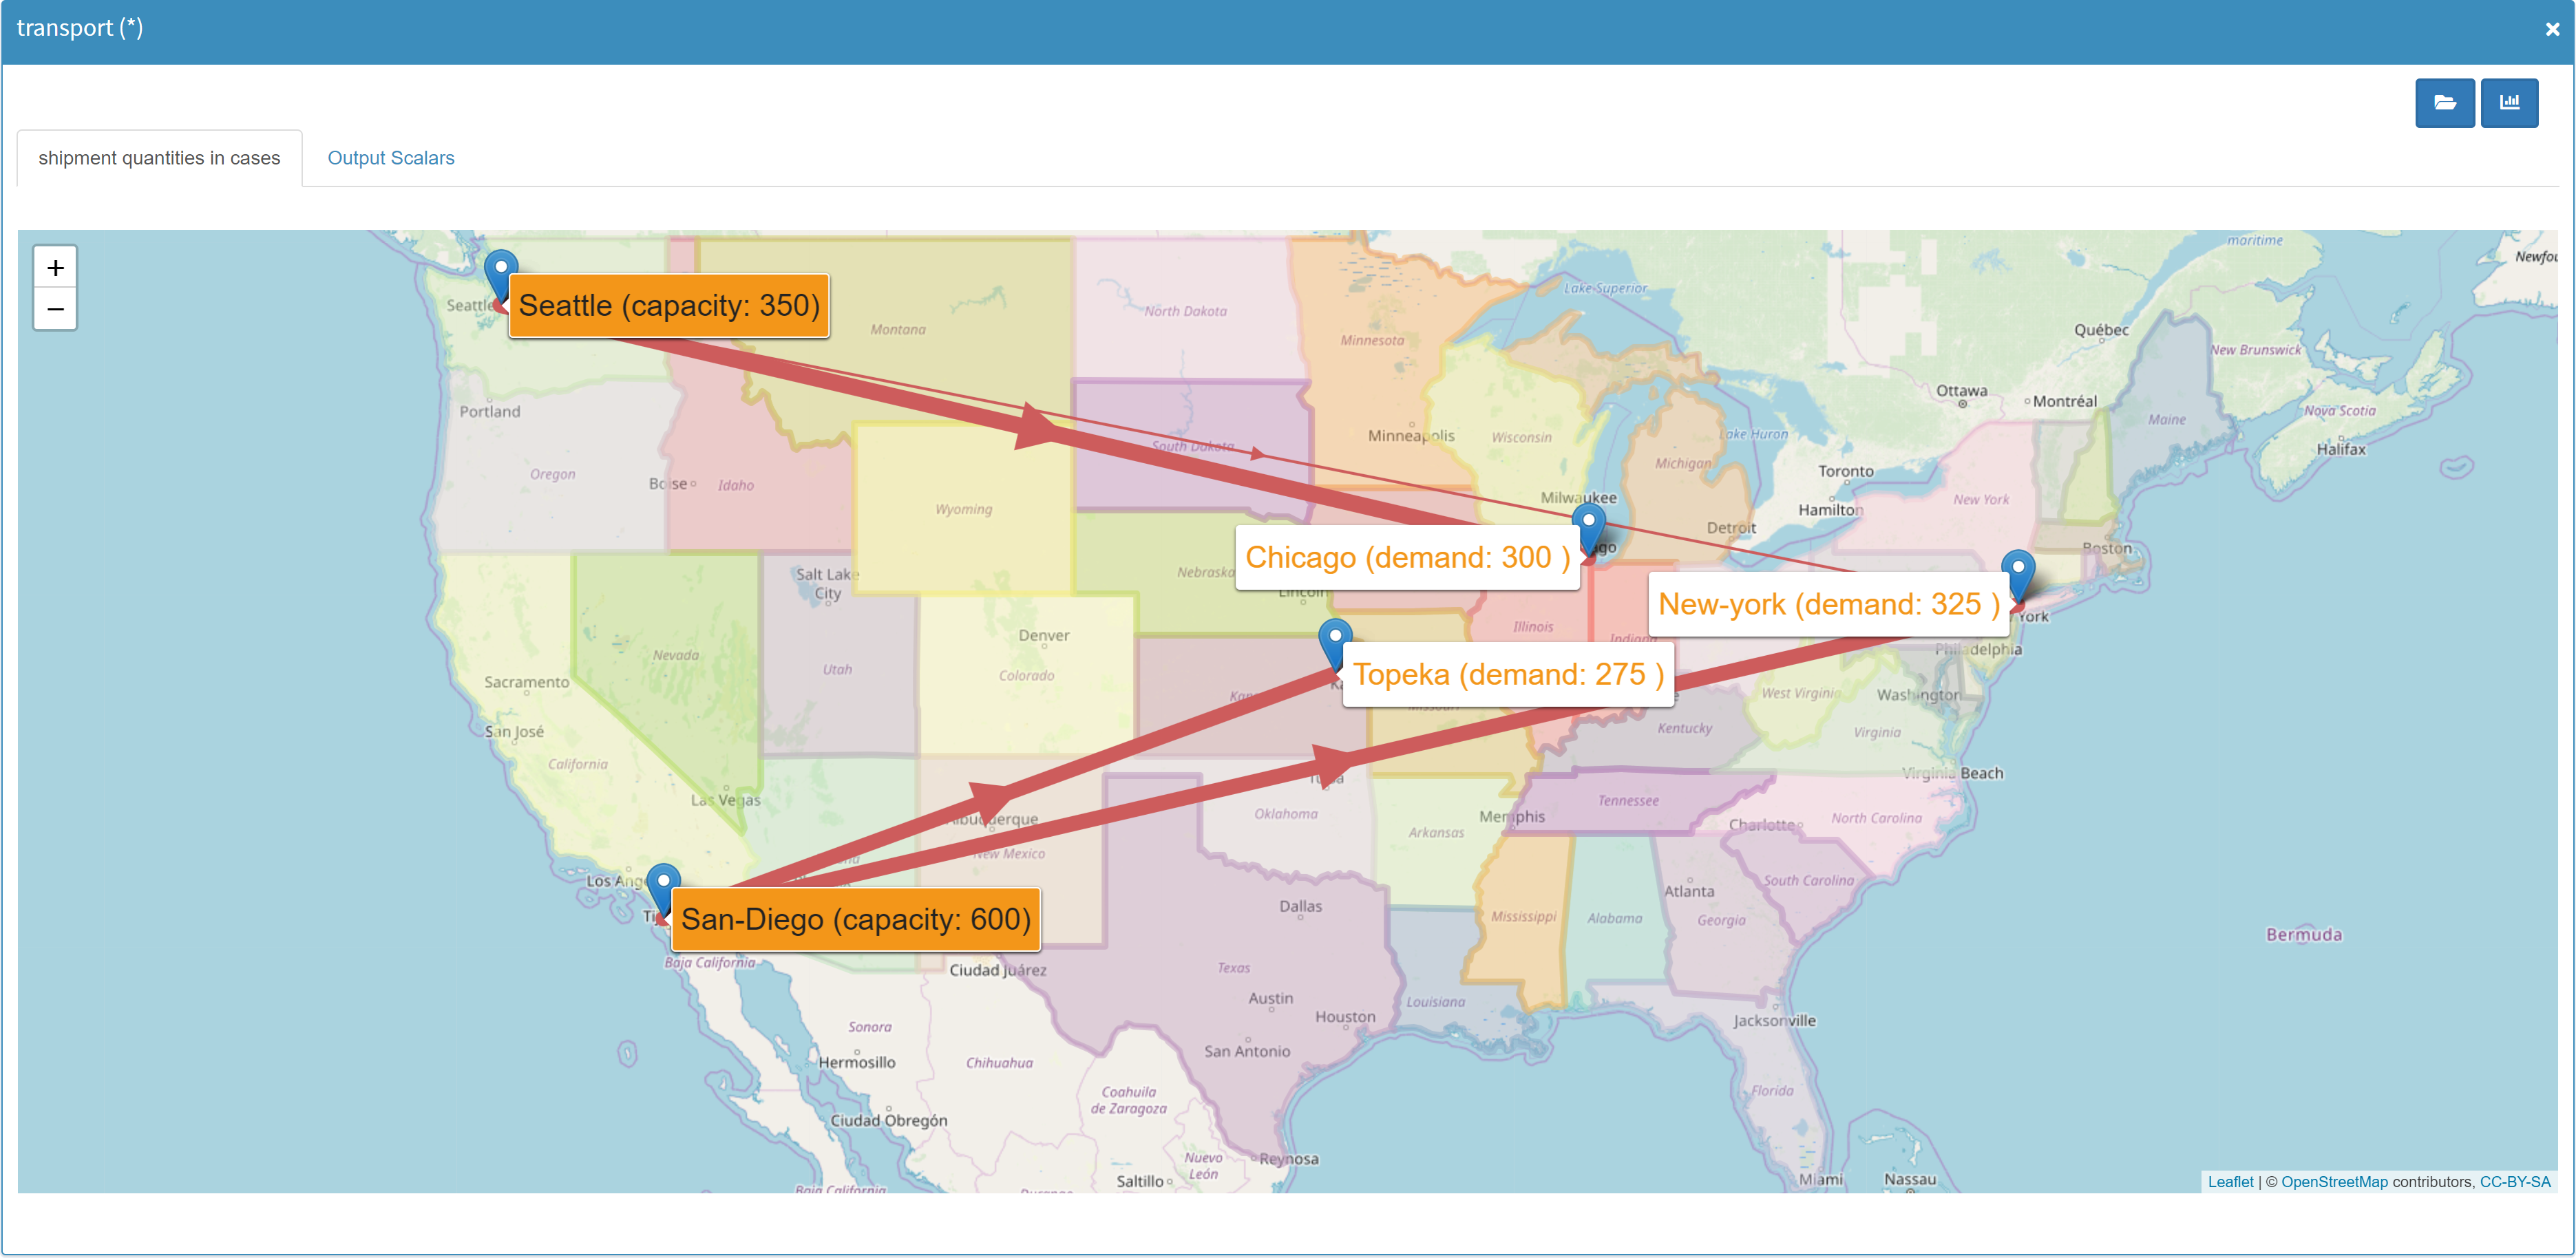 transport (*)
×
shipment quantities in cases
Output Scalars
+
−
maritime
Newfou
Seattle
Seattle (capacity: 350)
Montana
North Dakota
Minnesota
Lake Superior
Québec
New Brunswick
Portland
Ottawa
Montréal
Maine
Nova Scotia
Halifax
Oregon
Boise
Idaho
South Dakota
Minneapolis
Wisconsin
Lake Huron
Michigan
Toronto
Wyoming
Milwaukee
Hamilton
New York
Detroit
Chicago (demand: 300 )
ago
Boston
Salt Lake
City
Nebraska
Lincoln
New-york (demand: 325 )
York
Denver
Illinois
Indiana
Philadelphia
Nevada
Utah
Colorado
Topeka (demand: 275 )
Sacramento
West Virginia
Washington
San José
Kentucky
Virginia
California
Virginia Beach
Las Vegas
Oklahoma
Tennessee
Albuquerque
Arkansas
Memphis
Charlotte
North Carolina
New Mexico
Los Ange
Atlanta
South Carolina
Dallas
San-Diego (capacity: 600)
Mississippi
Alabama
Georgia
Bermuda
Baja California
Ciudad Juárez
Texas
Austin
Louisiana
Houston
Jacksonville
Sonora
San Antonio
Hermosillo
Chihuahua
Coahuila
de Zaragoza
Florida
Ciudad Obregón
Nuevo
León
Reynosa
Saltillo
Miami
Nassau
Baja California
Durango
Leaflet | © OpenStreetMap contributors, CC-BY-SA